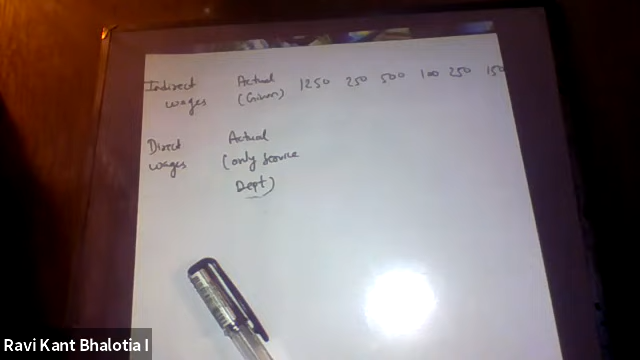 Indirect Actual 1250 250 500 100 250 150
wages (Given)
Direct Actual
wages (only service
Dept)
Ravi Kant Bhalotia I